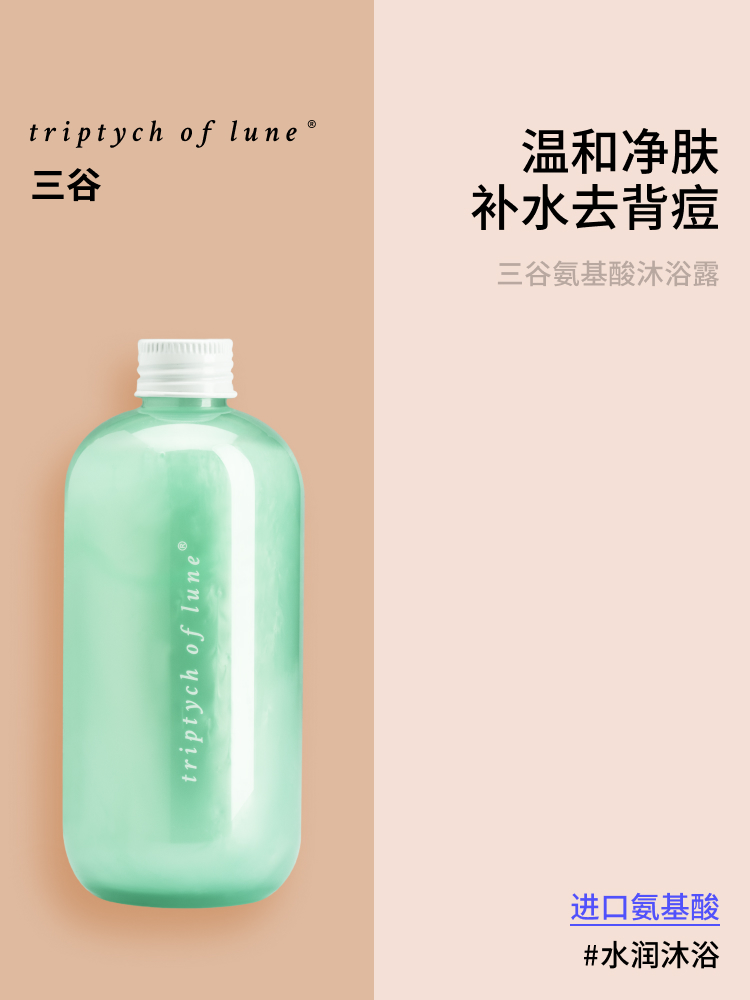 triptych of lune®
三谷
温和净肤
补水去背痘
三谷氨基酸沐浴露
triptych of lune®
进口氨基酸
#水润沐浴